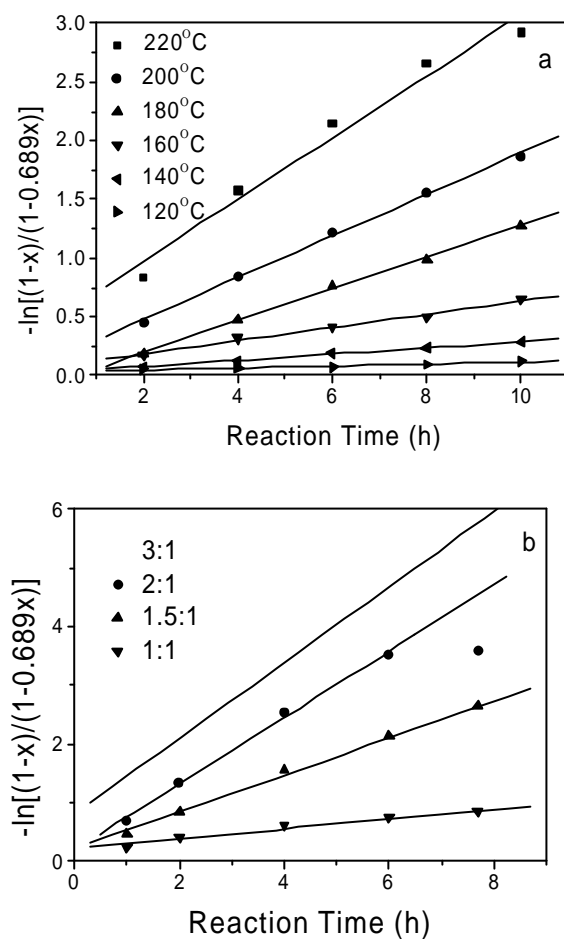 3.0
2.5
2.0
1.5
1.0
0.5
0.0
-ln[(1-x)/(1-0.689x)]
220°C
200°C
180°C
160°C
140°C
120°C
a
2 4 6 8 10
Reaction Time (h)
6
4
2
0
-ln[(1-x)/(1-0.689x)]
3:1
2:1
1.5:1
1:1
b
0 2 4 6 8
Reaction Time (h)